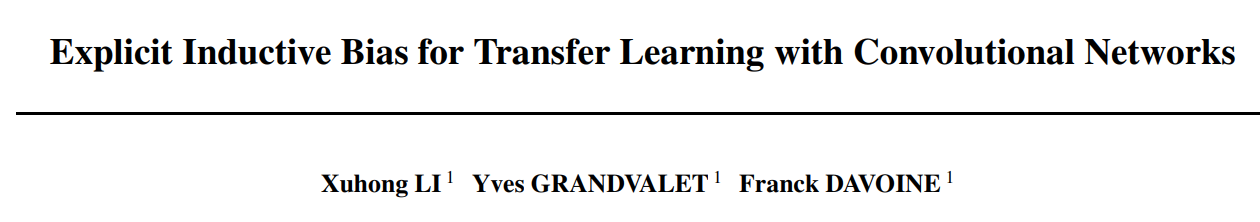 Explicit Inductive Bias for Transfer Learning with Convolutional Networks
Xuhong LI 1 Yves GRANDVALET 1 Franck DAVOINE 1